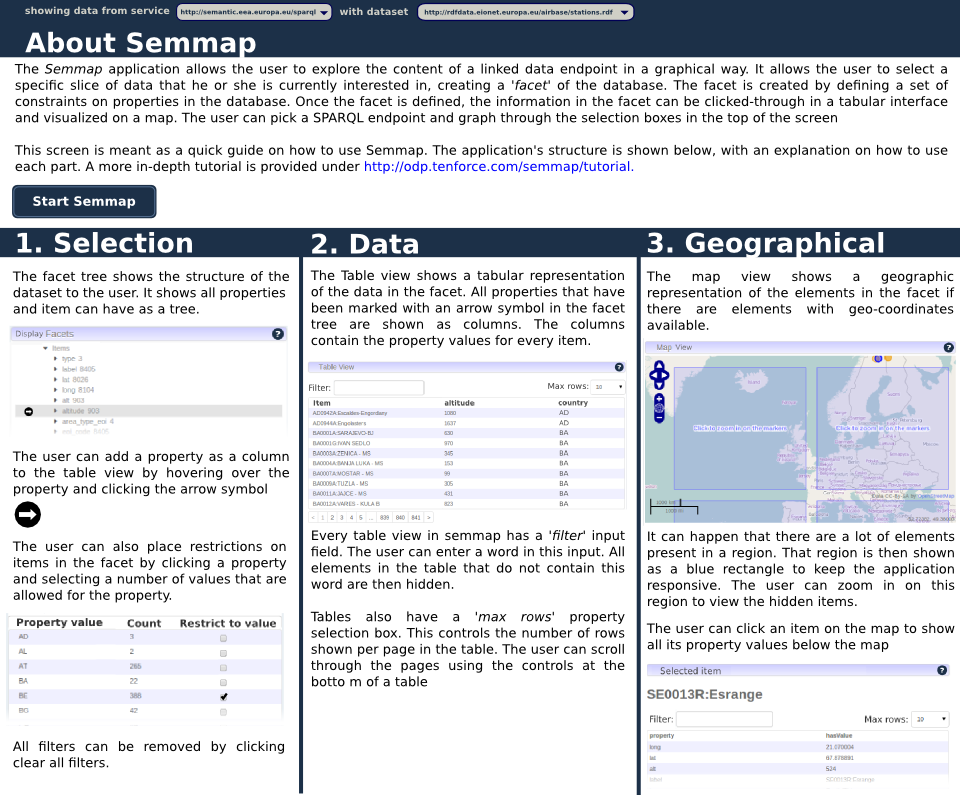 showing data from service http://semantic.eea.europa.eu/sparql with dataset http://rdfdata.eionet.europa.eu/airbase/stations.rdf
About Semmap
The Semmap application allows the user to explore the content of a linked data endpoint in a graphical way. It allows the user to select a
specific slice of data that he or she is currently interested in, creating a 'facet' of the database. The facet is created by defining a set of
constraints on properties in the database. Once the facet is defined, the information in the facet can be clicked-through in a tabular interface
and visualized on a map. The user can pick a SPARQL endpoint and graph through the selection boxes in the top of the screen
This screen is meant as a quick guide on how to use Semmap. The application's structure is shown below, with an explanation on how to use
each part. A more in-depth tutorial is provided under http://odp.tenforce.com/semmap/tutorial.
Start Semmap
1. Selection
The facet tree shows the structure of the
dataset to the user. It shows all properties
and item can have as a tree.
Display Facets ?
Items
type 3
label 8405
lat 8026
long 8104
alt 903
altitude 903
area_type_eoi 4
The user can add a property as a column
to the table view by hovering over the
property and clicking the arrow symbol
The user can also place restrictions on
items in the facet by clicking a property
and selecting a number of values that are
allowed for the property.
Property value Count Restrict to value
AD 3
AL 2
AT 265
BA 22
BE 388
BG 42
All filters can be removed by clicking
clear all filters.
2. Data
The Table view shows a tabular representation
of the data in the facet. All properties that have
been marked with an arrow symbol in the facet
tree are shown as columns. The columns
contain the property values for every item.
Table View ?
Filter: Max rows: 10
Item altitude country
AD0942A:Escaldes-Engordany 1080 AD
AD0944A:Engolasters 1637 AD
BA0001A:SARAJEVO-BJ 630 BA
BA0001G:IVAN SEDLO 970 BA
BA0003A:ZENICA - MS 345 BA
BA0004A:BANJA LUKA - MS 153 BA
BA0007A:MOSTAR - MS 99 BA
BA0009A:TUZLA - MS 305 BA
BA0011A:JAJCE - MS 431 BA
BA0012A:VARES - KULA B 823 BA
< 1 2 3 4 5 ... 839 840 841 >
Every table view in semmap has a 'filter' input
field. The user can enter a word in this input. All
elements in the table that do not contain this
word are then hidden.
Tables also have a 'max rows' property
selection box. This controls the number of rows
shown per page in the table. The user can scroll
through the pages using the controls at the
botto m of a table
3. Geographical
The map view shows a geographic
representation of the elements in the facet if
there are elements with geo-coordinates
available.
Map View ?
Click to zoom in on the markers Click to zoom in on the markers
It can happen that there are a lot of elements
present in a region. That region is then shown
as a blue rectangle to keep the application
responsive. The user can zoom in on this
region to view the hidden items.
The user can click an item on the map to show
all its property values below the map
Selected item ?
SE0013R:Esrange
Filter: Max rows: 10
property hasValue
long 21.070004
lat 67.878891
alt 524
label SE0013R:Esrange